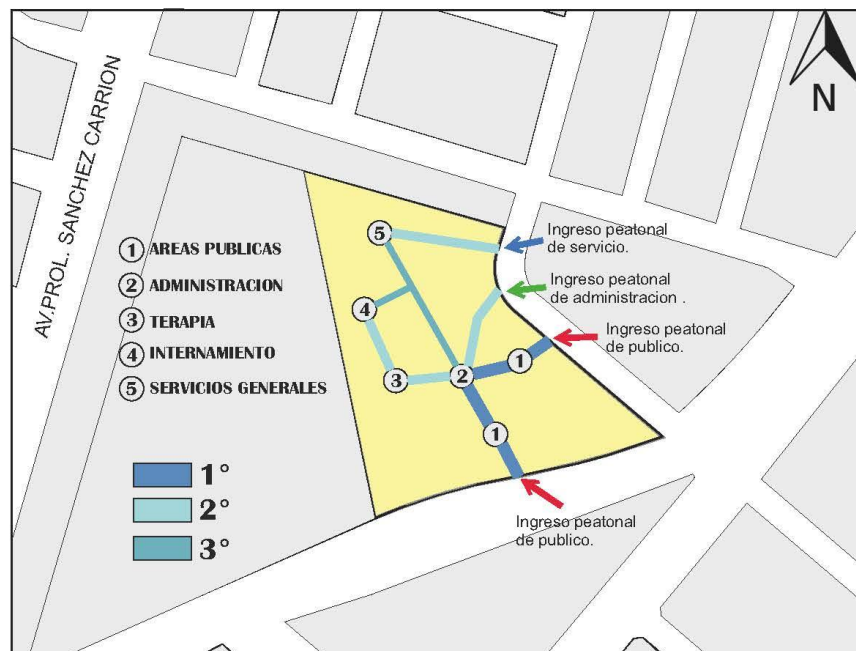 N
AV.PROL. SANCHEZ CARRION
1 AREAS PUBLICAS
2 ADMINISTRACION
3 TERAPIA
4 INTERNAMIENTO
5 SERVICIOS GENERALES
5
Ingreso peatonal
de servicio.
Ingreso peatonal
de administracion .
4
Ingreso peatonal
de publico.
1
2
3
1
1°
2°
3°
Ingreso peatonal
de publico.